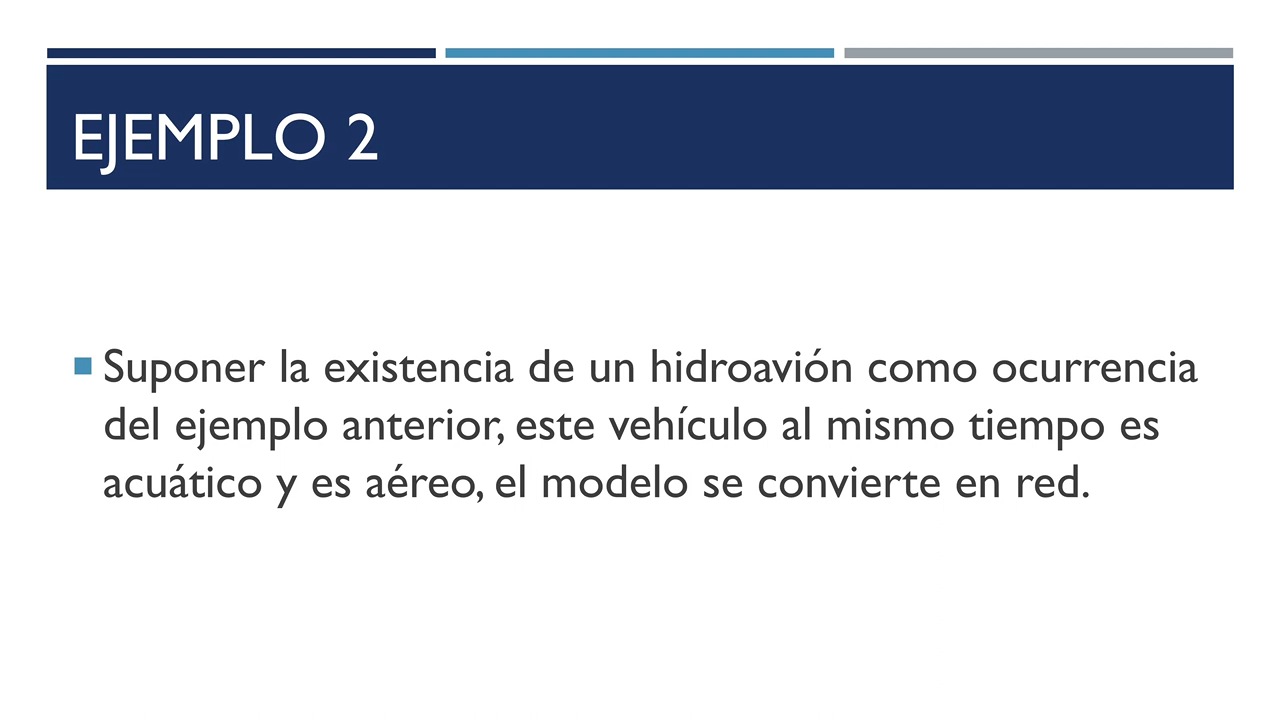 EJEMPLO 2
Suponer la existencia de un hidroavión como ocurrencia
del ejemplo anterior, este vehículo al mismo tiempo es
acuático y es aéreo, el modelo se convierte en red.